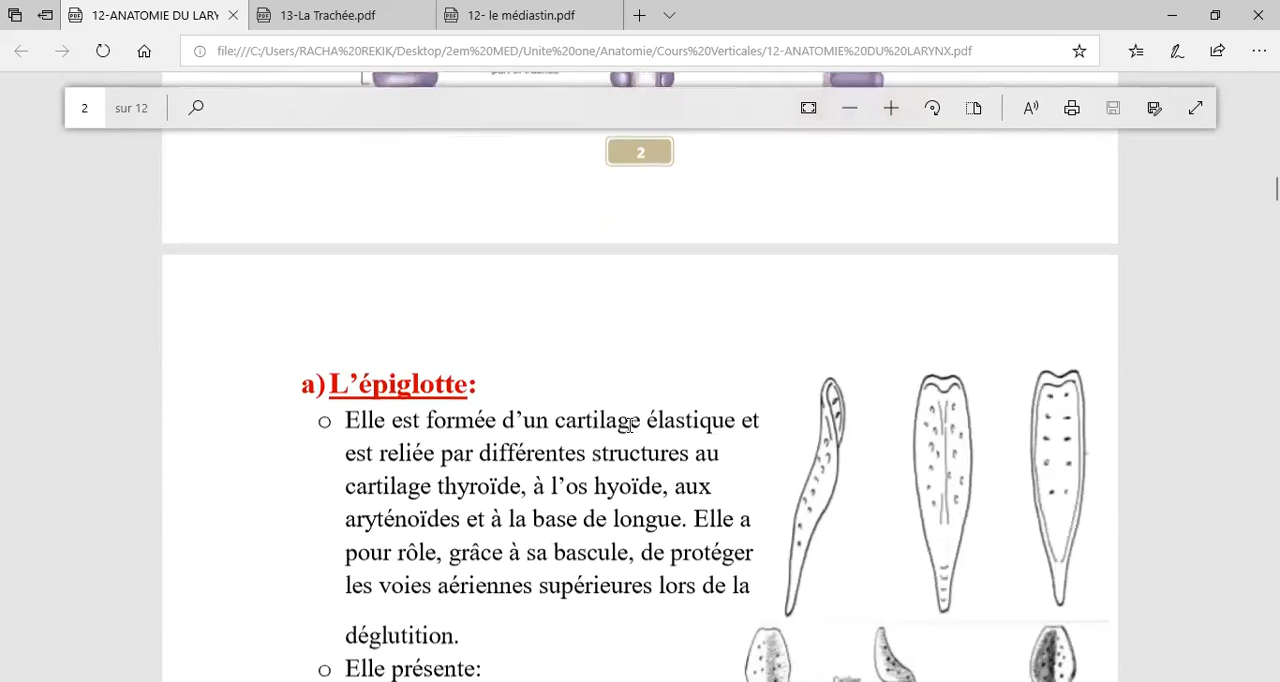 12-ANATOMIE DU LARY
13-La Trachée.pdf
12- le médiastin.pdf
file:///C:/Users/RACHA%20REKIK/Desktop/2em%20MED/Unite%20one/Anatomie/Cours%20Verticales/12-ANATOMIE%20DU%20LARYNX.pdf
2 sur 12
2
a) L’épiglotte:
o Elle est formée d’un cartilage élastique et
est reliée par différentes structures au
cartilage thyroïde, à l’os hyoïde, aux
aryténoïdes et à la base de longue. Elle a
pour rôle, grâce à sa bascule, de protéger
les voies aériennes supérieures lors de la
déglutition.
o Elle présente: